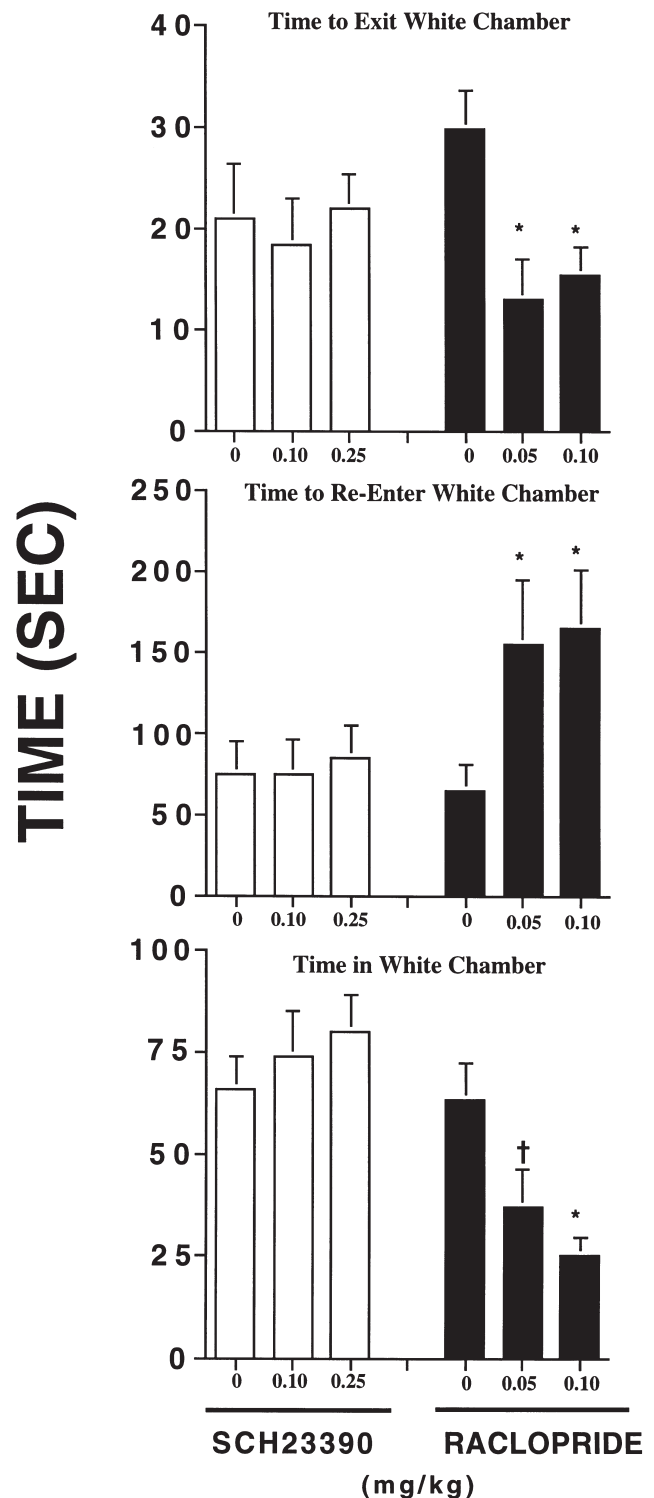 Time to Exit White Chamber
40
30
20
10
0
* *
0 0.10 0.25 0 0.05 0.10
Time to Re-Enter White Chamber
250
200
150
100
50
0
* *
0 0.10 0.25 0 0.05 0.10
TIME (SEC)
Time in White Chamber
100
75
50
25
0
† *
0 0.10 0.25 0 0.05 0.10
SCH23390 RACLOPRIDE
(mg/kg)